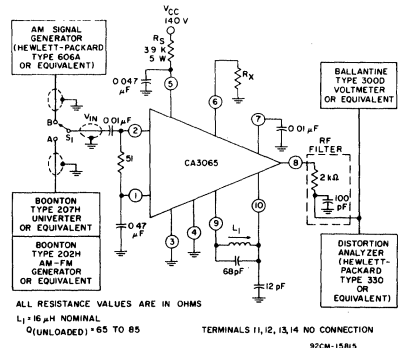 AM SIGNAL
GENERATOR
(HEWLETT-PACKARD
TYPE 606A
OR EQUIVALENT)
VCC
140 V
RS
3.9 K
5 W
0.047
μF
5
6
RX
BALLANTINE
TYPE 300D
VOLTMETER
OR EQUIVALENT
7
0.01 μF
B
A
S1
VIN
0.01 μF
2
51
1
0.47
μF
CA3065
8
RF
FILTER
2 kΩ
100
pF
3
4
9
10
L1
68pF
12 pF
BOONTON
TYPE 207H
UNIVERTER
OR EQUIVALENT
BOONTON
TYPE 202H
AM-FM
GENERATOR OR
EQUIVALENT
DISTORTION
ANALYZER
(HEWLETT-
PACKARD
TYPE 330
OR
EQUIVALENT)
ALL RESISTANCE VALUES ARE IN OHMS
L1 = 16 μH NOMINAL
Q(UNLOADED) = 65 TO 85
TERMINALS 11, 12, 13, 14 NO CONNECTION
92CM-15815